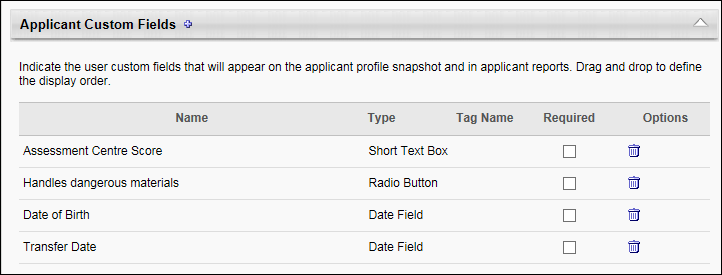 Applicant Custom Fields
Indicate the user custom fields that will appear on the applicant profile snapshot and in applicant reports. Drag and drop to define
the display order.
Name Type Tag Name Required Options
Assessment Centre Score Short Text Box
Handles dangerous materials Radio Button
Date of Birth Date Field
Transfer Date Date Field